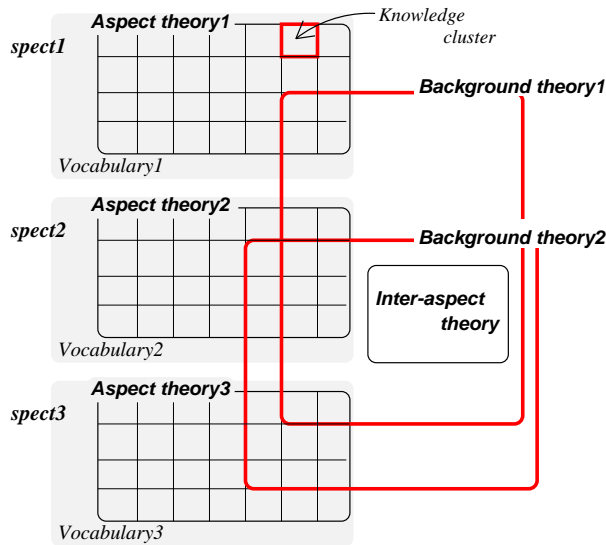 Aspect theory1
Knowledge
cluster
spect1
Background theory1
Vocabulary1
Aspect theory2
spect2
Background theory2
Inter-aspect
theory
Vocabulary2
Aspect theory3
spect3
Vocabulary3